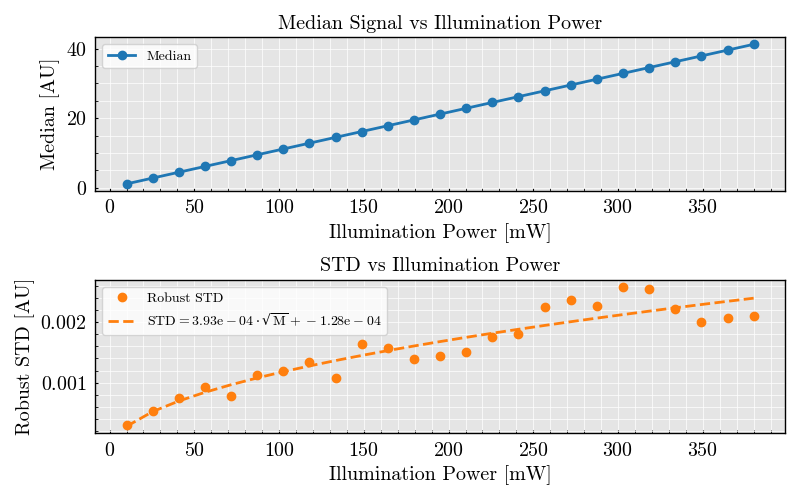 Median Signal vs Illumination Power
Median [AU]
40
20
0
Median
0 50 100 150 200 250 300 350
Illumination Power [mW]
STD vs Illumination Power
Robust STD [AU]
0.002
0.001
Robust STD
STD = 3.93e − 04 · √M + −1.28e − 04
0 50 100 150 200 250 300 350
Illumination Power [mW]